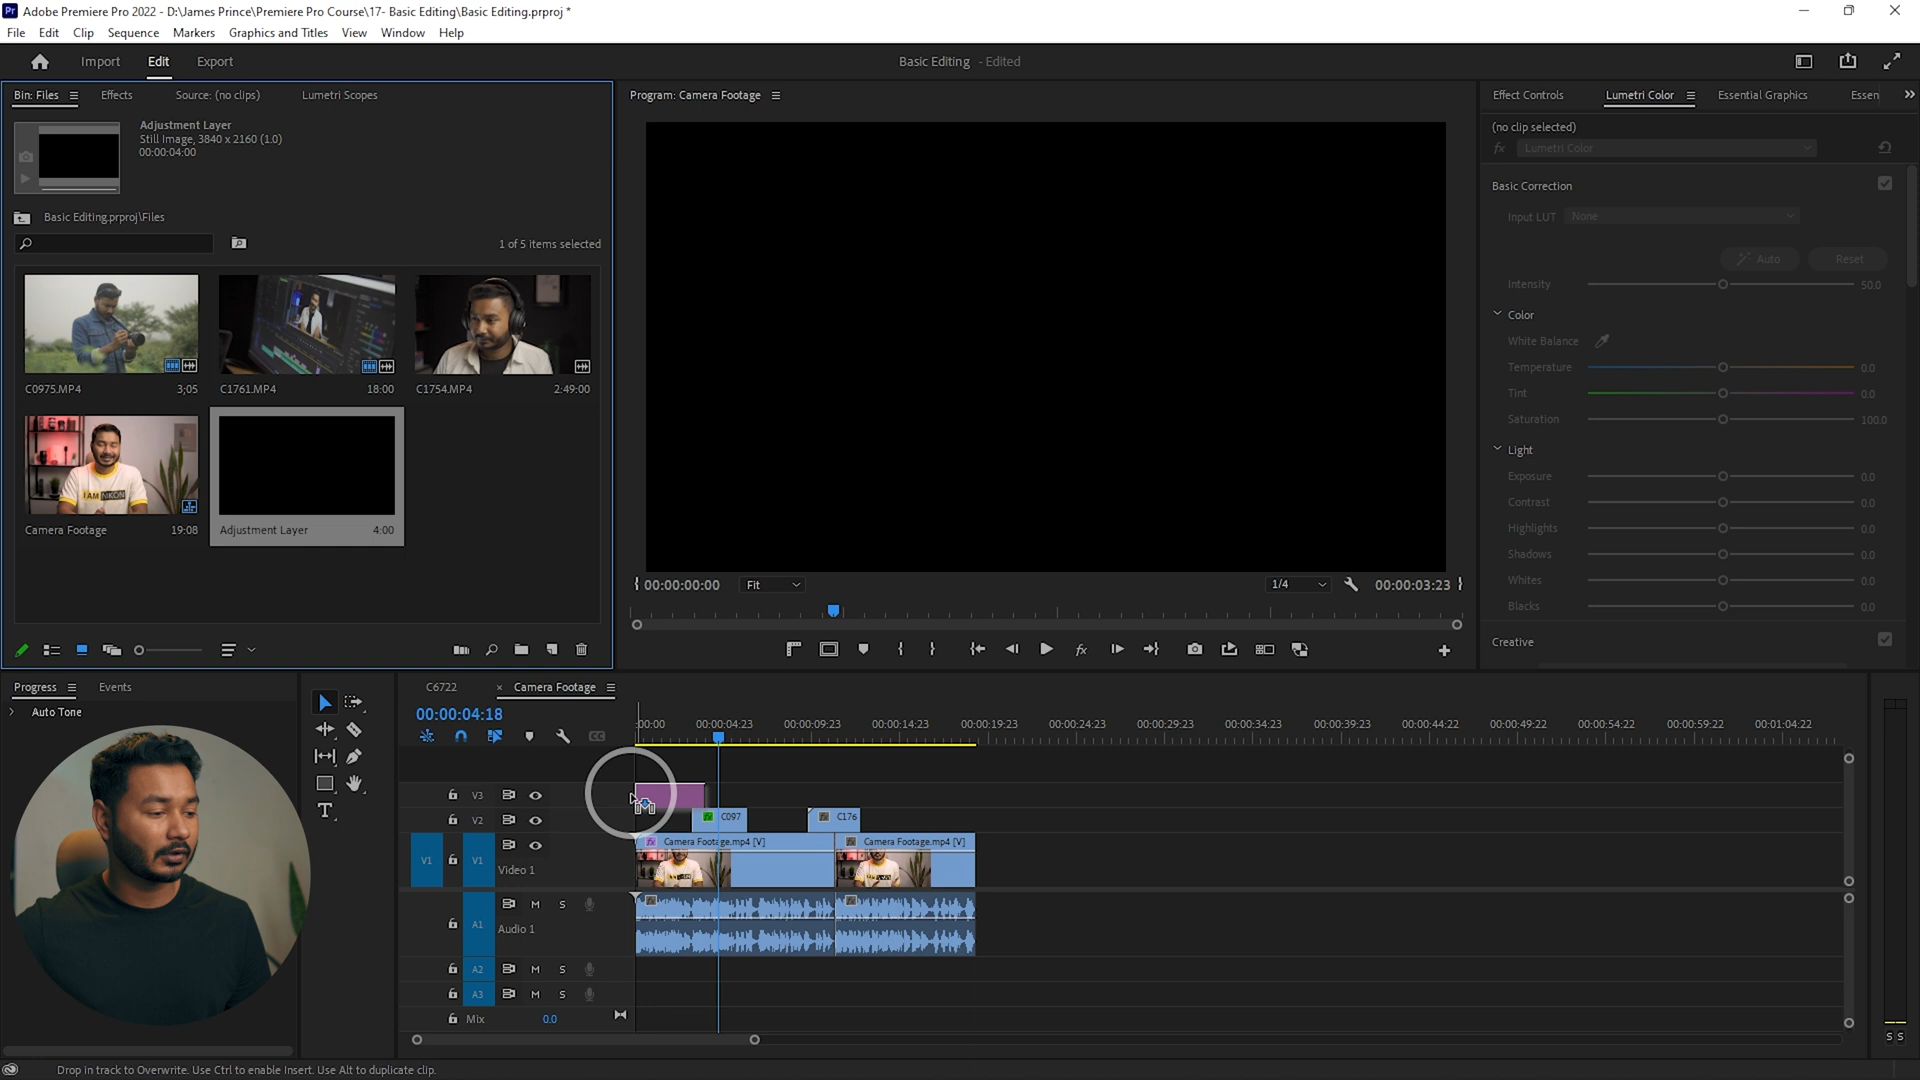 Pr Adobe Premiere Pro 2022 - D:\James Prince\Premiere Pro Course\17- Basic Editing\Basic Editing.prproj *
File Edit Clip Sequence Markers Graphics and Titles View Window Help
Import Edit Export
Basic Editing - Edited
Bin: Files Effects Source: (no clips) Lumetri Scopes
Adjustment Layer
Still Image, 3840 x 2160 (1.0)
00:00:04:00
Basic Editing.prproj\Files
1 of 5 items selected
C0975.MP4 3;05
C1761.MP4 18:00
C1754.MP4 2:49:00
I AM NIKON
Camera Footage 19:08
Adjustment Layer 4:00
Program: Camera Footage
00:00:00:00 Fit 1/4 00:00:03:23
Effect Controls Lumetri Color Essential Graphics Essen
(no clip selected)
fx Lumetri Color
Basic Correction
Input LUT None
Auto Reset
Intensity 50.0
Color
White Balance
Temperature 0.0
Tint 0.0
Saturation 100.0
Light
Exposure 0.0
Contrast 0.0
Highlights 0.0
Shadows 0.0
Whites 0.0
Blacks 0.0
Creative
Progress Events
Auto Tone
C6722 × Camera Footage
00:00:04:18
:00:00 00:00:04:23 00:00:09:23 00:00:14:23 00:00:19:23 00:00:24:23 00:00:29:23 00:00:34:23 00:00:39:23 00:00:44:22 00:00:49:22 00:00:54:22 00:00:59:22 00:01:04:22
V3
V2 fx C097 fx C176
V1 V1 Video 1
fx Camera Footage.mp4 [V] fx Camera Footage.mp4 [V]
A1 M S Audio 1
A2 M S
A3 M S
Mix 0.0
S S
Drop in track to Overwrite. Use Ctrl to enable Insert. Use Alt to duplicate clip.